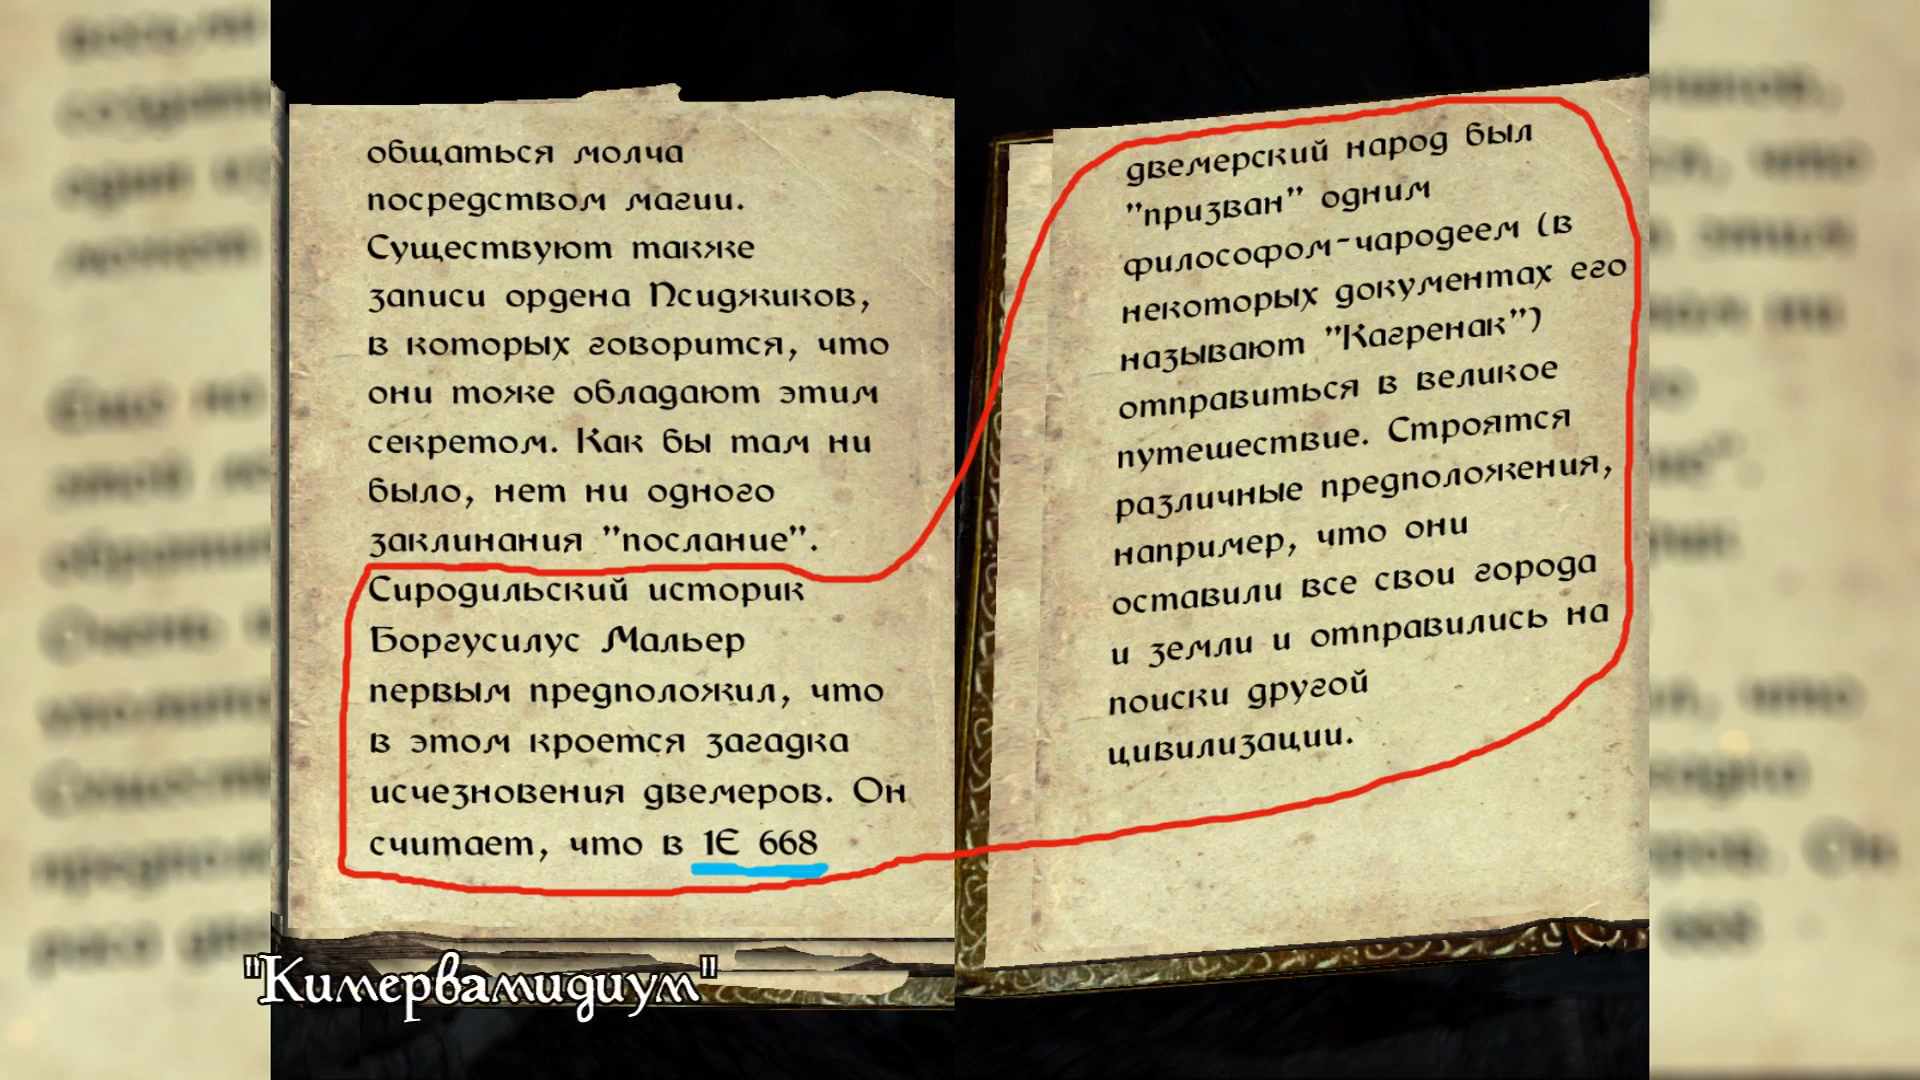 общаться молча
посредством магии.
Существуют также
записи ордена Псиджиков,
в которых говорится, что
они тоже обладают этим
секретом. Как бы там ни
было, нет ни одного
заклинания "послание".
Сиродильский историк
Боргусилус Мальер
первым предположил, что
в этом кроется загадка
исчезновения двемеров. Он
считает, что в 1Е 668
двемерский народ был
"призван" одним
философом-чародеем (в
некоторых документах его
называют "Кагренак")
отправиться в великое
путешествие. Строятся
различные предположения,
например, что они
оставили все свои города
и земли и отправились на
поиски другой
цивилизации.
"Кимервамидиум"